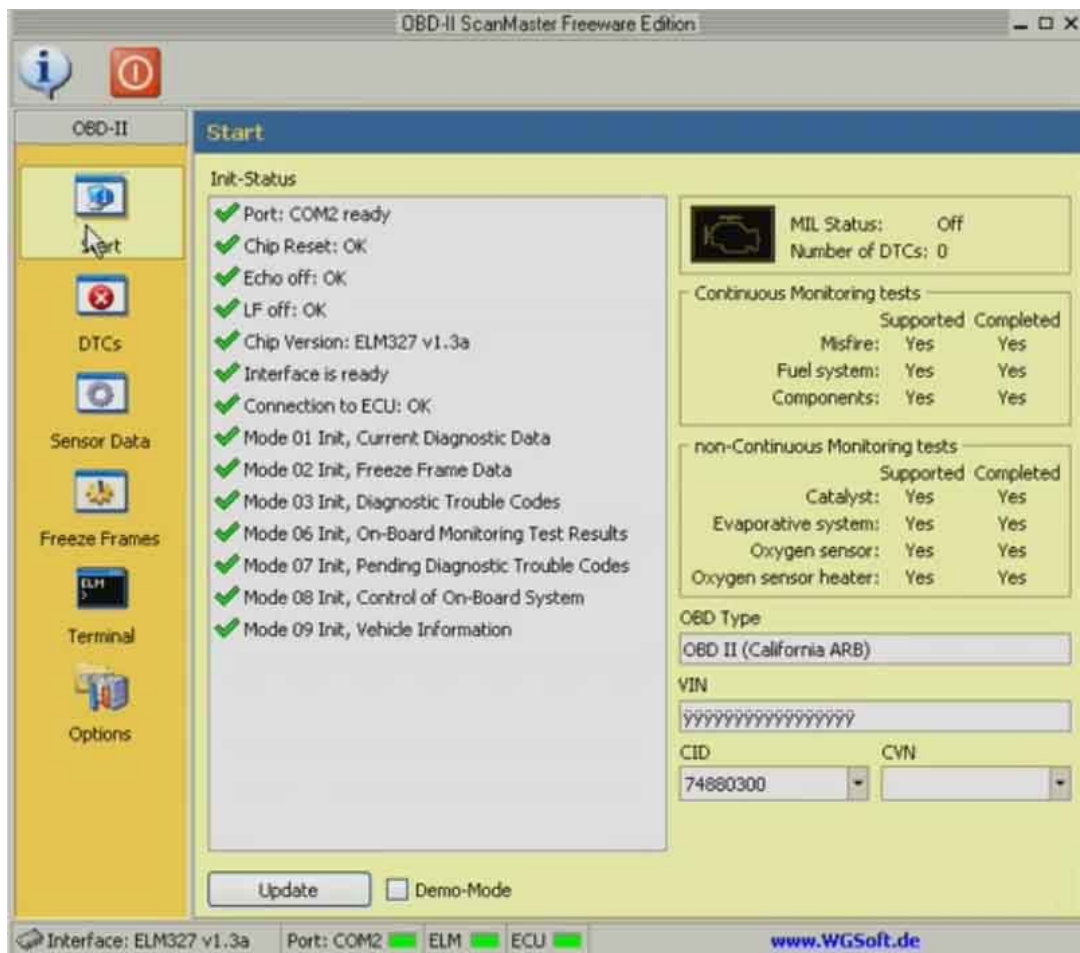 OBD-II ScanMaster Freeware Edition
OBD-II
Start
DTCs
Sensor Data
Freeze Frames
ELM
>
Terminal
Options
Start
Init-Status
Port: COM2 ready
Chip Reset: OK
Echo off: OK
LF off: OK
Chip Version: ELM327 v1.3a
Interface is ready
Connection to ECU: OK
Mode 01 Init, Current Diagnostic Data
Mode 02 Init, Freeze Frame Data
Mode 03 Init, Diagnostic Trouble Codes
Mode 06 Init, On-Board Monitoring Test Results
Mode 07 Init, Pending Diagnostic Trouble Codes
Mode 08 Init, Control of On-Board System
Mode 09 Init, Vehicle Information
Update
Demo-Mode
MIL Status: Off
Number of DTCs: 0
Continuous Monitoring tests
Supported Completed
Misfire: Yes Yes
Fuel system: Yes Yes
Components: Yes Yes
non-Continuous Monitoring tests
Supported Completed
Catalyst: Yes Yes
Evaporative system: Yes Yes
Oxygen sensor: Yes Yes
Oxygen sensor heater: Yes Yes
OBD Type
OBD II (California ARB)
VIN
ÿÿÿÿÿÿÿÿÿÿÿÿÿÿÿÿÿ
CID CVN
74880300
Interface: ELM327 v1.3a Port: COM2 ELM ECU www.WGSoft.de